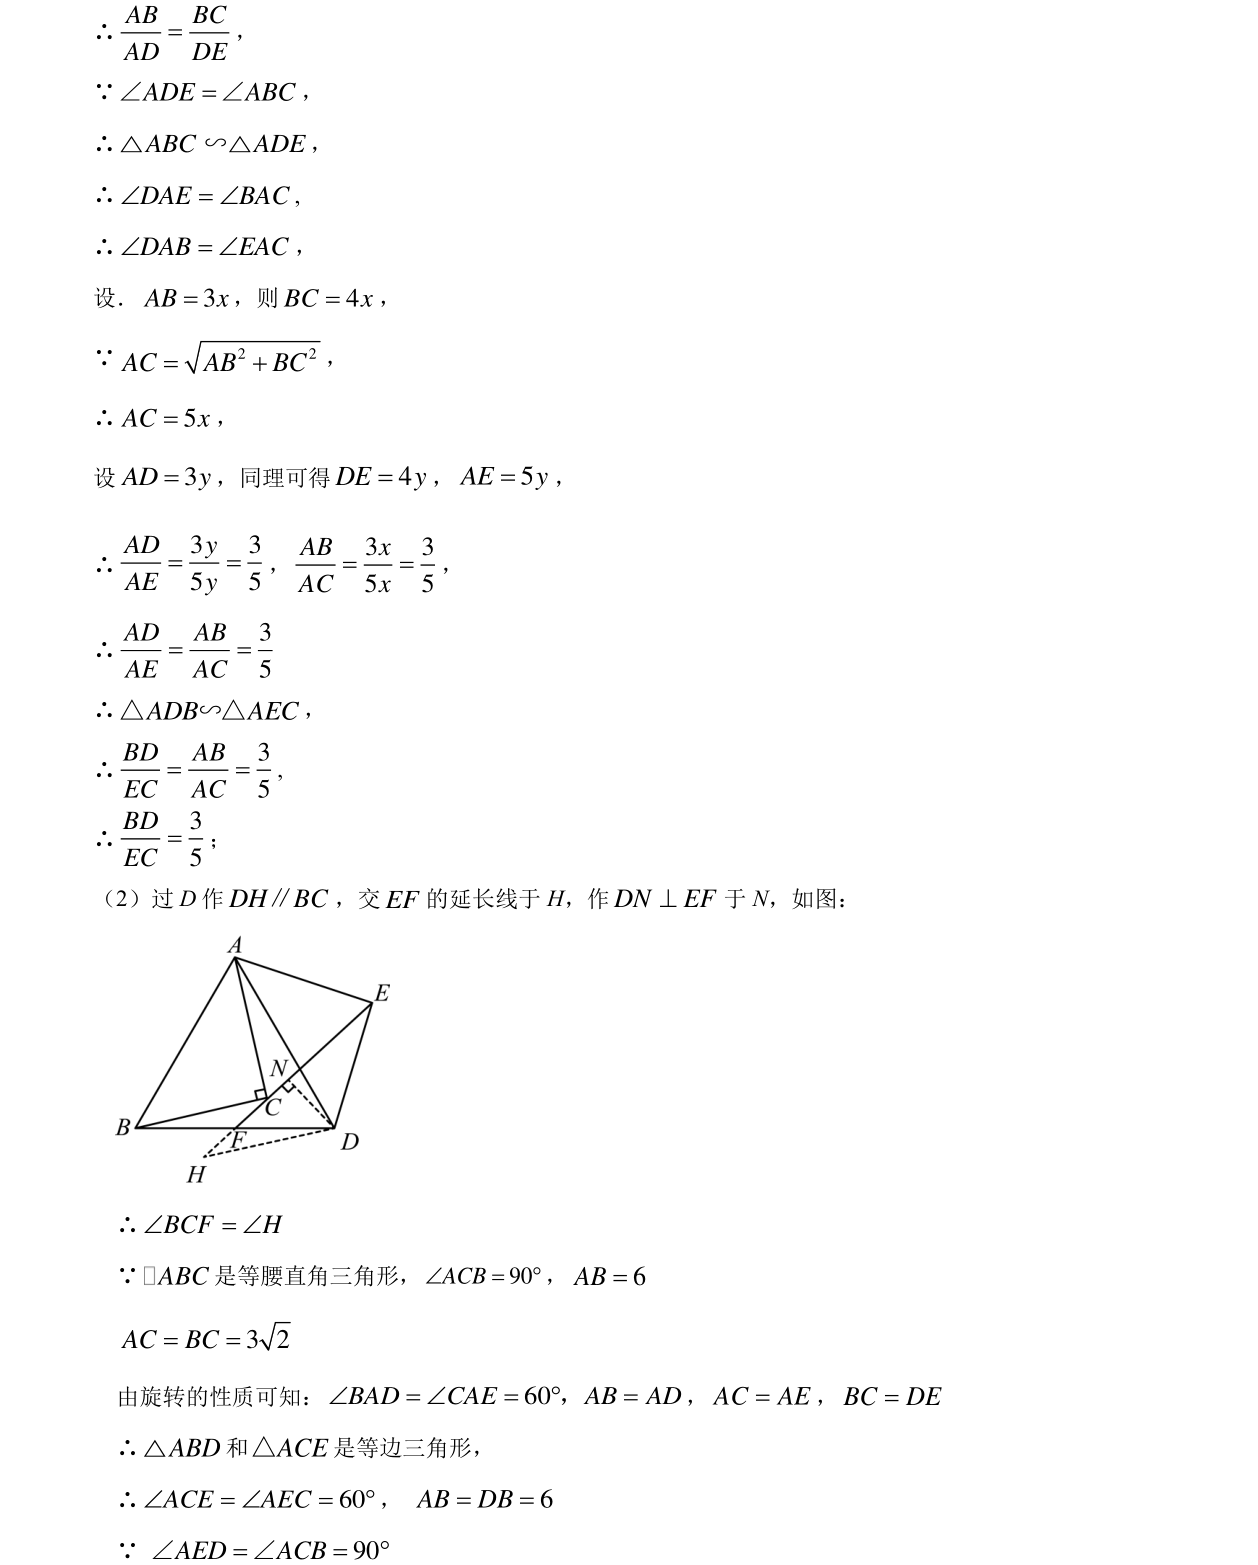 ∴ AB/AD = BC/DE，
∵ ∠ADE = ∠ABC，
∴ △ABC ∽△ADE，
∴ ∠DAE = ∠BAC，
∴ ∠DAB = ∠EAC，
设． AB = 3x，则 BC = 4x，
∵ AC = √(AB² + BC²)，
∴ AC = 5x，
设 AD = 3y，同理可得 DE = 4y， AE = 5y，
∴ AD/AE = 3y/5y = 3/5， AB/AC = 3x/5x = 3/5，
∴ AD/AE = AB/AC = 3/5
∴ △ADB∽△AEC，
∴ BD/EC = AB/AC = 3/5，
∴ BD/EC = 3/5；
（2）过 D 作 DH∥BC，交 EF 的延长线于 H，作 DN ⊥ EF 于 N，如图：
A
E
N
C
B
F
D
H
∴ ∠BCF = ∠H
∵ □ABC 是等腰直角三角形，∠ACB = 90°， AB = 6
AC = BC = 3√2
由旋转的性质可知：∠BAD = ∠CAE = 60°，AB = AD， AC = AE， BC = DE
∴ △ABD 和 △ACE 是等边三角形，
∴ ∠ACE = ∠AEC = 60°， AB = DB = 6
∵ ∠AED = ∠ACB = 90°